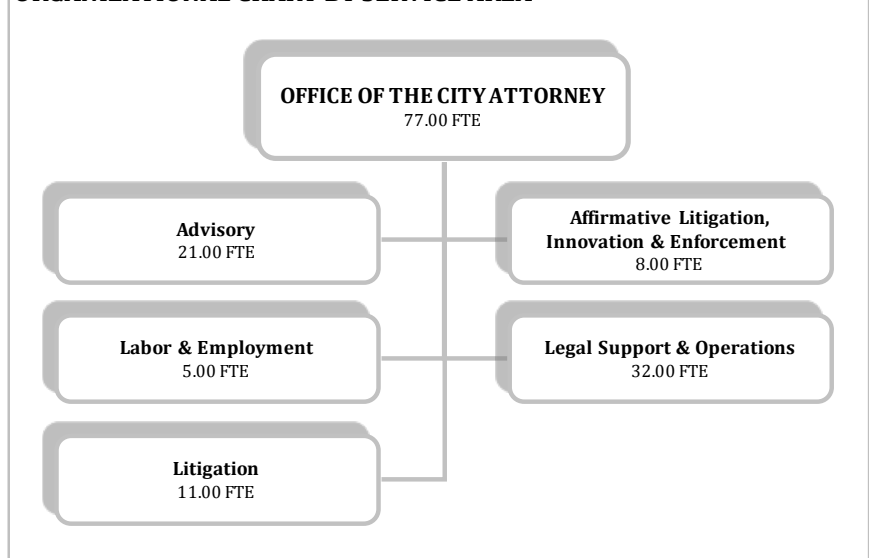 OFFICE OF THE CITY ATTORNEY
77.00 FTE
Advisory
21.00 FTE
Affirmative Litigation,
Innovation & Enforcement
8.00 FTE
Labor & Employment
5.00 FTE
Legal Support & Operations
32.00 FTE
Litigation
11.00 FTE